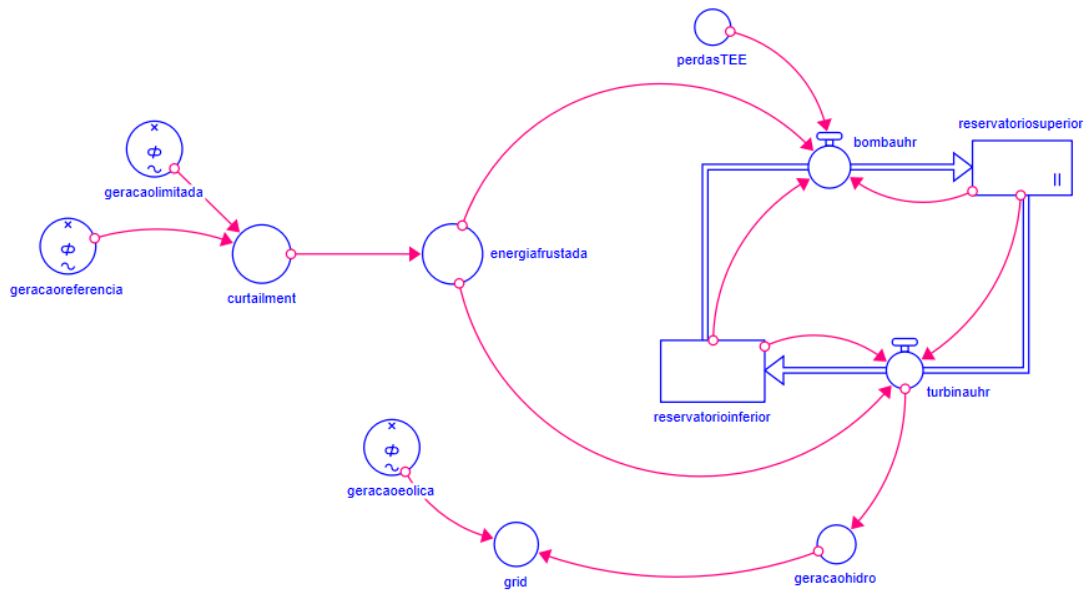 perdasTEE
reservatoriosuperior
bombauhr
geracaolimitada
energiafrustada
geracaoreferencia
curtailment
turbinauhr
reservatorioinferior
geracaoeolica
grid
geracaohidro